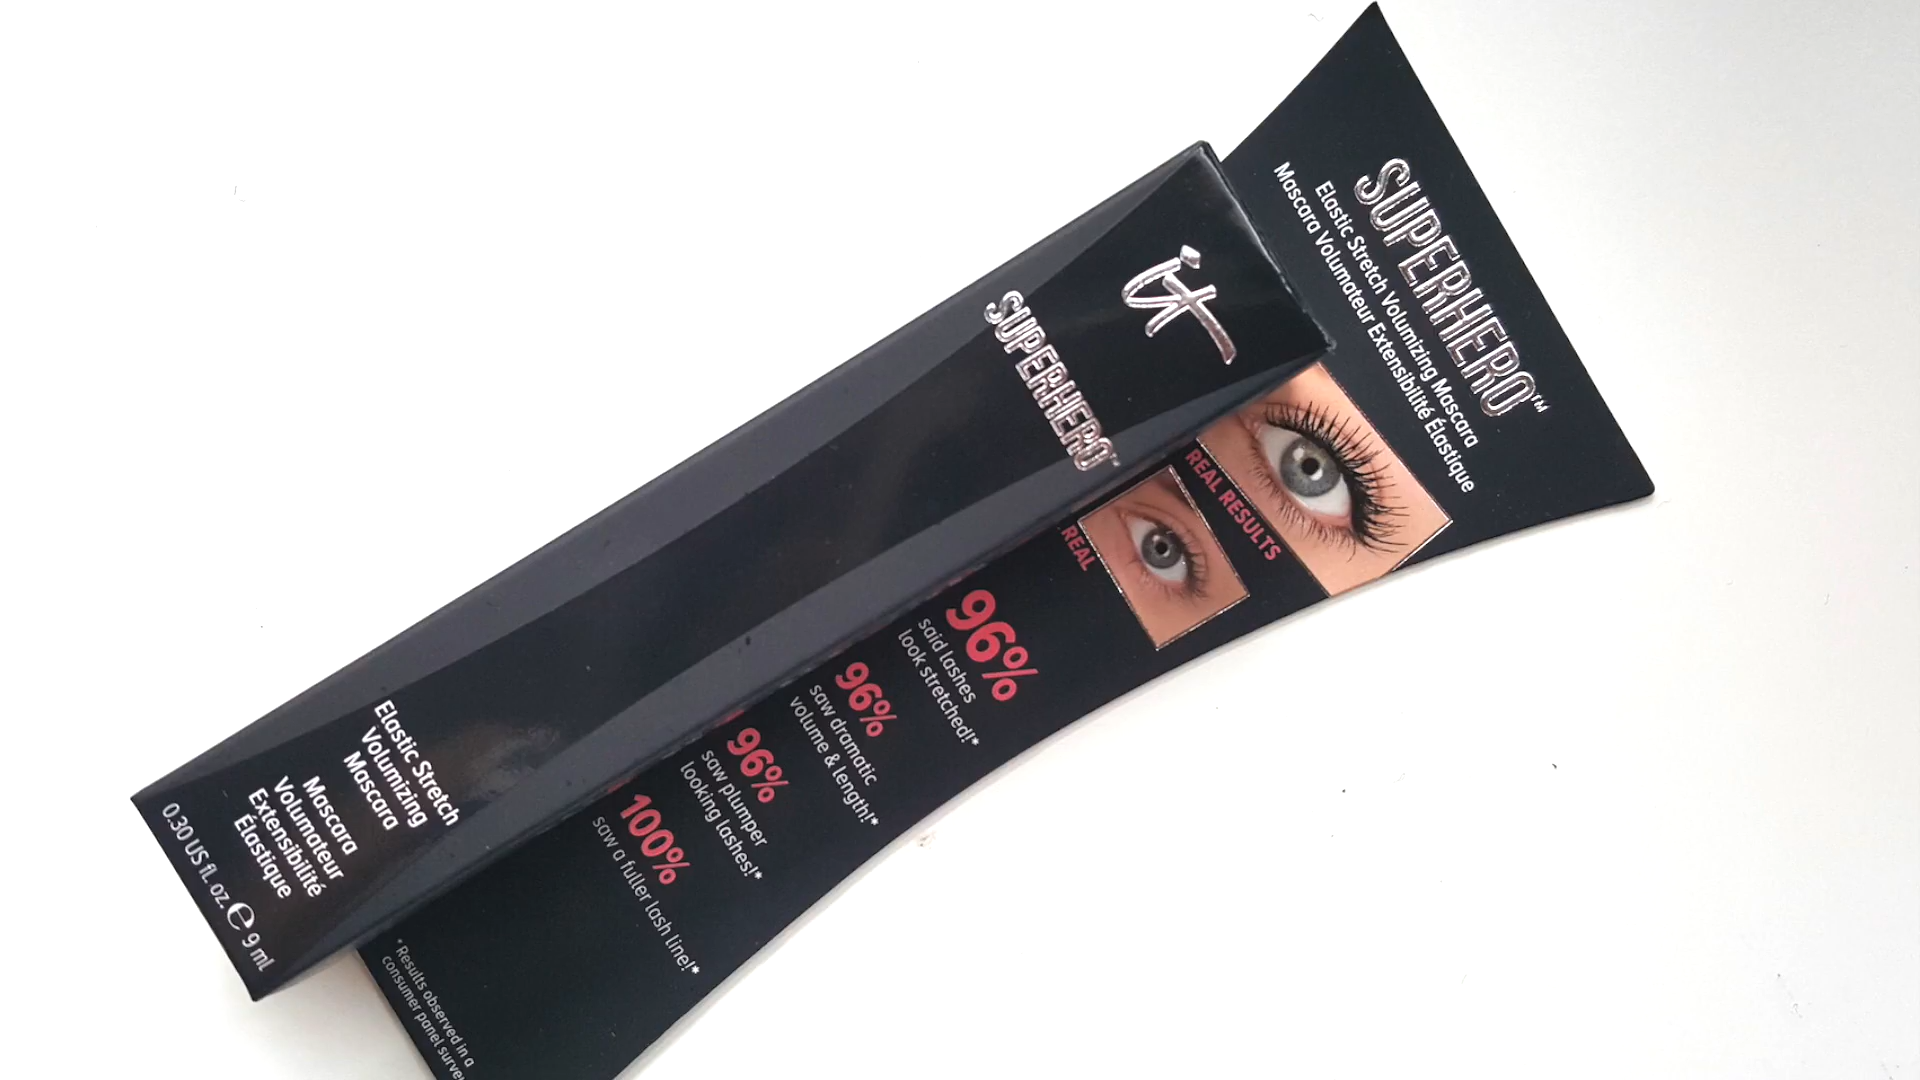 it
SUPERHERO™
Elastic Stretch
Volumizing
Mascara
Mascara
Volumateur
Extensibilité
Élastique
0.30 US fl. oz. ℮ 9 ml
SUPERHERO™
Elastic Stretch Volumizing Mascara
Mascara Volumateur Extensibilité Élastique
REAL RESULTS
REAL
96%
said lashes
look stretched!*
96%
saw dramatic
volume & length!*
96%
saw plumper
looking lashes!*
100%
saw a fuller lash line!*
* Results observed in a
consumer panel